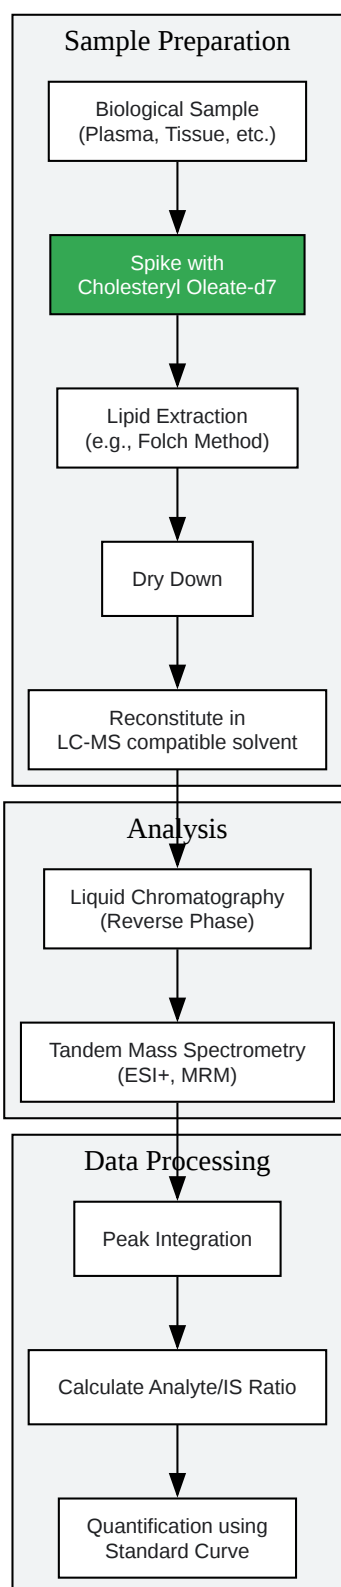 Sample Preparation
Biological Sample
(Plasma, Tissue, etc.)
Spike with
Cholesteryl Oleate-d7
Lipid Extraction
(e.g., Folch Method)
Dry Down
Reconstitute in
LC-MS compatible solvent
Analysis
Liquid Chromatography
(Reverse Phase)
Tandem Mass Spectrometry
(ESI+, MRM)
Data Processing
Peak Integration
Calculate Analyte/IS Ratio
Quantification using
Standard Curve